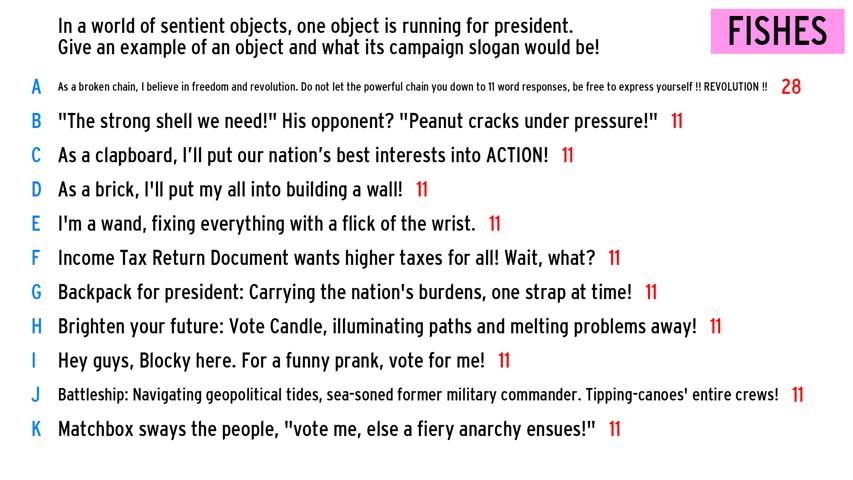 In a world of sentient objects, one object is running for president.
Give an example of an object and what its campaign slogan would be!
FISHES
A As a broken chain, I believe in freedom and revolution. Do not let the powerful chain you down to 11 word responses, be free to express yourself !! REVOLUTION !! 28
B "The strong shell we need!" His opponent? "Peanut cracks under pressure!" 11
C As a clapboard, I’ll put our nation’s best interests into ACTION! 11
D As a brick, I'll put my all into building a wall! 11
E I'm a wand, fixing everything with a flick of the wrist. 11
F Income Tax Return Document wants higher taxes for all! Wait, what? 11
G Backpack for president: Carrying the nation's burdens, one strap at time! 11
H Brighten your future: Vote Candle, illuminating paths and melting problems away! 11
I Hey guys, Blocky here. For a funny prank, vote for me! 11
J Battleship: Navigating geopolitical tides, sea-soned former military commander. Tipping-canoes' entire crews! 11
K Matchbox sways the people, "vote me, else a fiery anarchy ensues!" 11